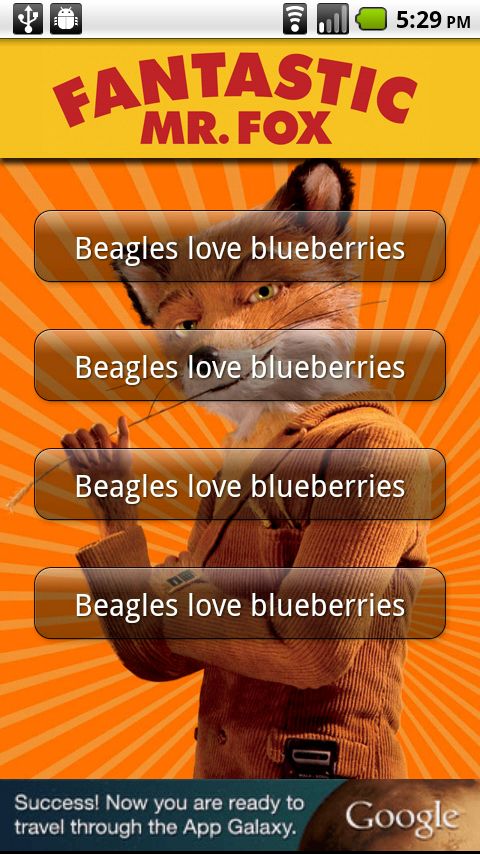 5:29 PM
FANTASTIC
MR. FOX
Beagles love blueberries
Beagles love blueberries
Beagles love blueberries
Beagles love blueberries
Success! Now you are ready to
travel through the App Galaxy.
Google